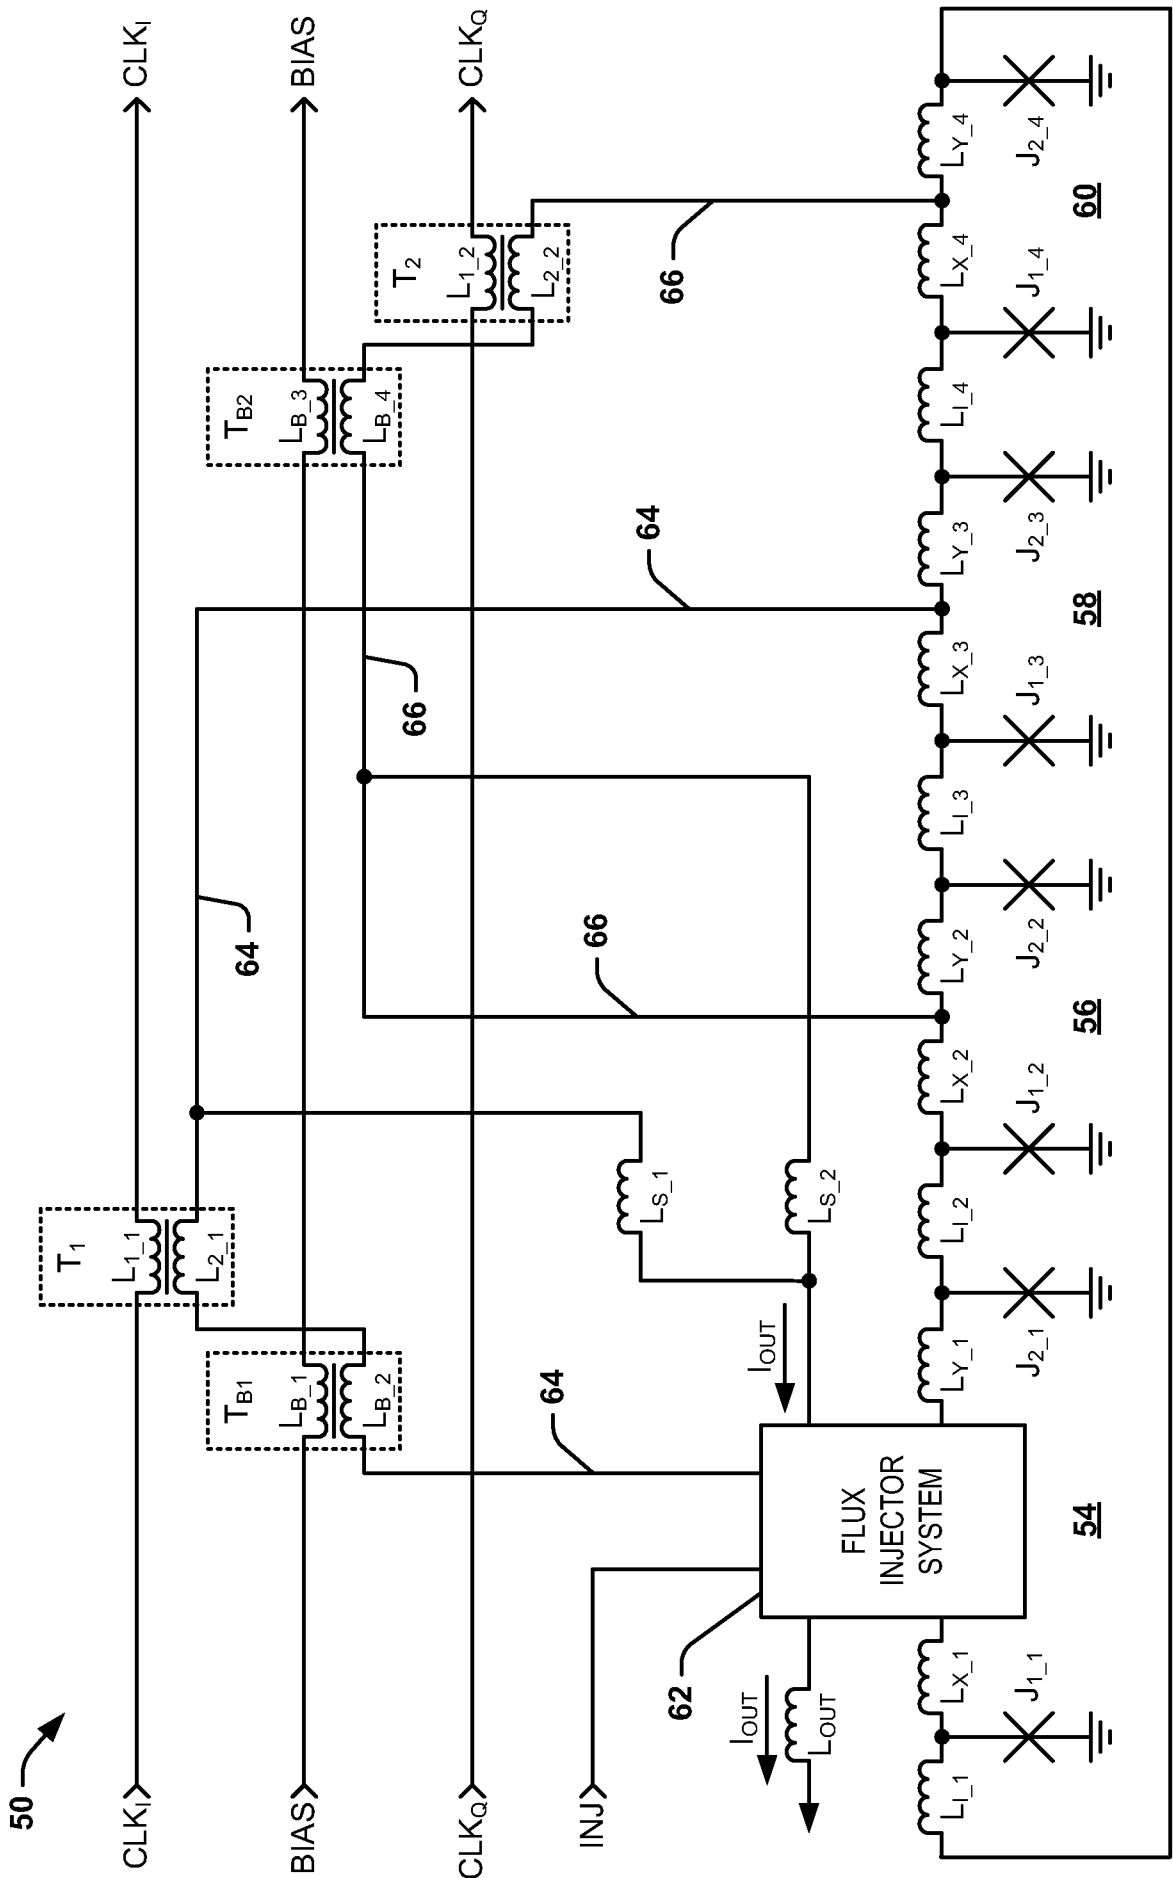 50
CLK_I
CLK_I
BIAS
BIAS
CLK_Q
CLK_Q
INJ
T_1
L_1_1
L_2_1
T_B1
L_B_1
L_B_2
T_B2
L_B_3
L_B_4
T_2
L_1_2
L_2_2
64
64
64
66
66
66
62
L_S_1
L_S_2
I_OUT
I_OUT
L_OUT
FLUX
INJECTOR
SYSTEM
L_I_1
L_X_1
L_Y_1
L_I_2
L_X_2
L_Y_2
L_I_3
L_X_3
L_Y_3
L_I_4
L_X_4
L_Y_4
J_1_1
J_2_1
J_1_2
J_2_2
J_1_3
J_2_3
J_1_4
J_2_4
54
56
58
60